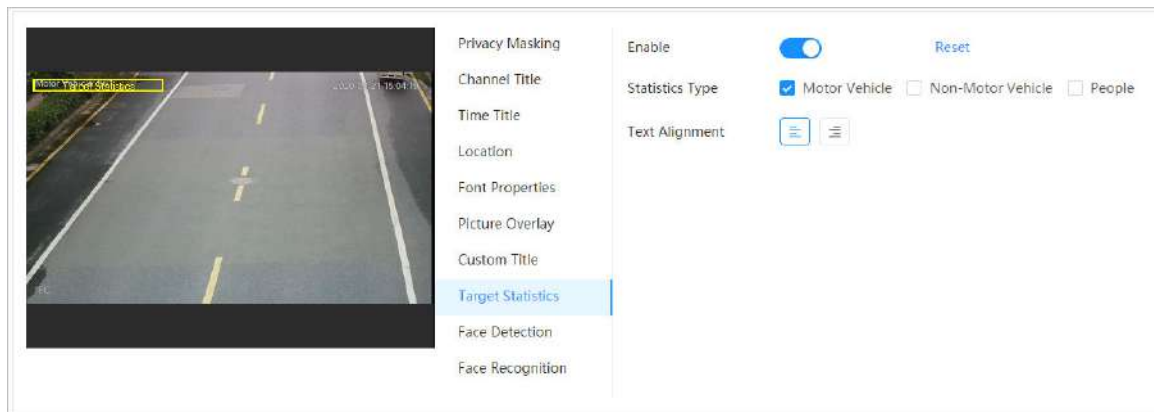 Target Statistics
Privacy Masking
Channel Title
Time Title
Location
Font Properties
Picture Overlay
Custom Title
Target Statistics
Face Detection
Face Recognition
Enable
Reset
Statistics Type
Motor Vehicle
Non-Motor Vehicle
People
Text Alignment